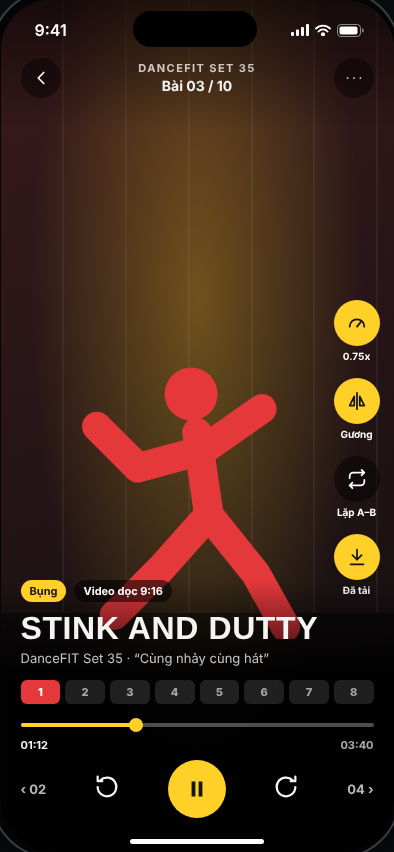 9:41
DANCEFIT SET 35
Bài 03 / 10
0.75x
Gương
Lặp A–B
Đã tải
Bụng
Video dọc 9:16
STINK AND DUTTY
DanceFIT Set 35 · “Cùng nhảy cùng hát”
1 2 3 4 5 6 7 8
01:12 03:40
‹ 02 04 ›